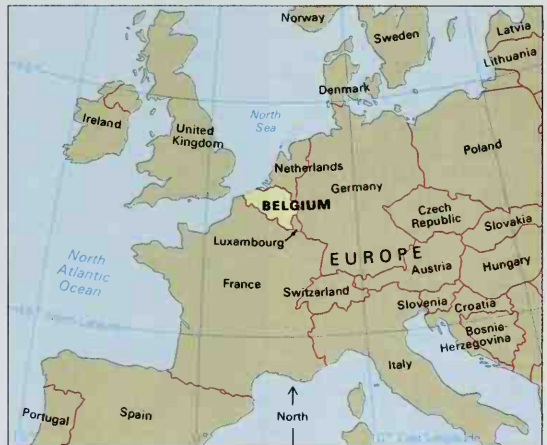 Norway
Sweden
Latvia
Lithuania
Denmark
North
Sea
Ireland
United
Kingdom
Netherlands
Poland
Germany
BELGIUM
Czech
Republic
Slovakia
Luxambourg
EUROPE
North
Atlantic
Ocean
France
Switzerland
Austria
Hungary
Slovenia
Croatia
Bosnia-
Herzegovina
Italy
Portugal
Spain
North